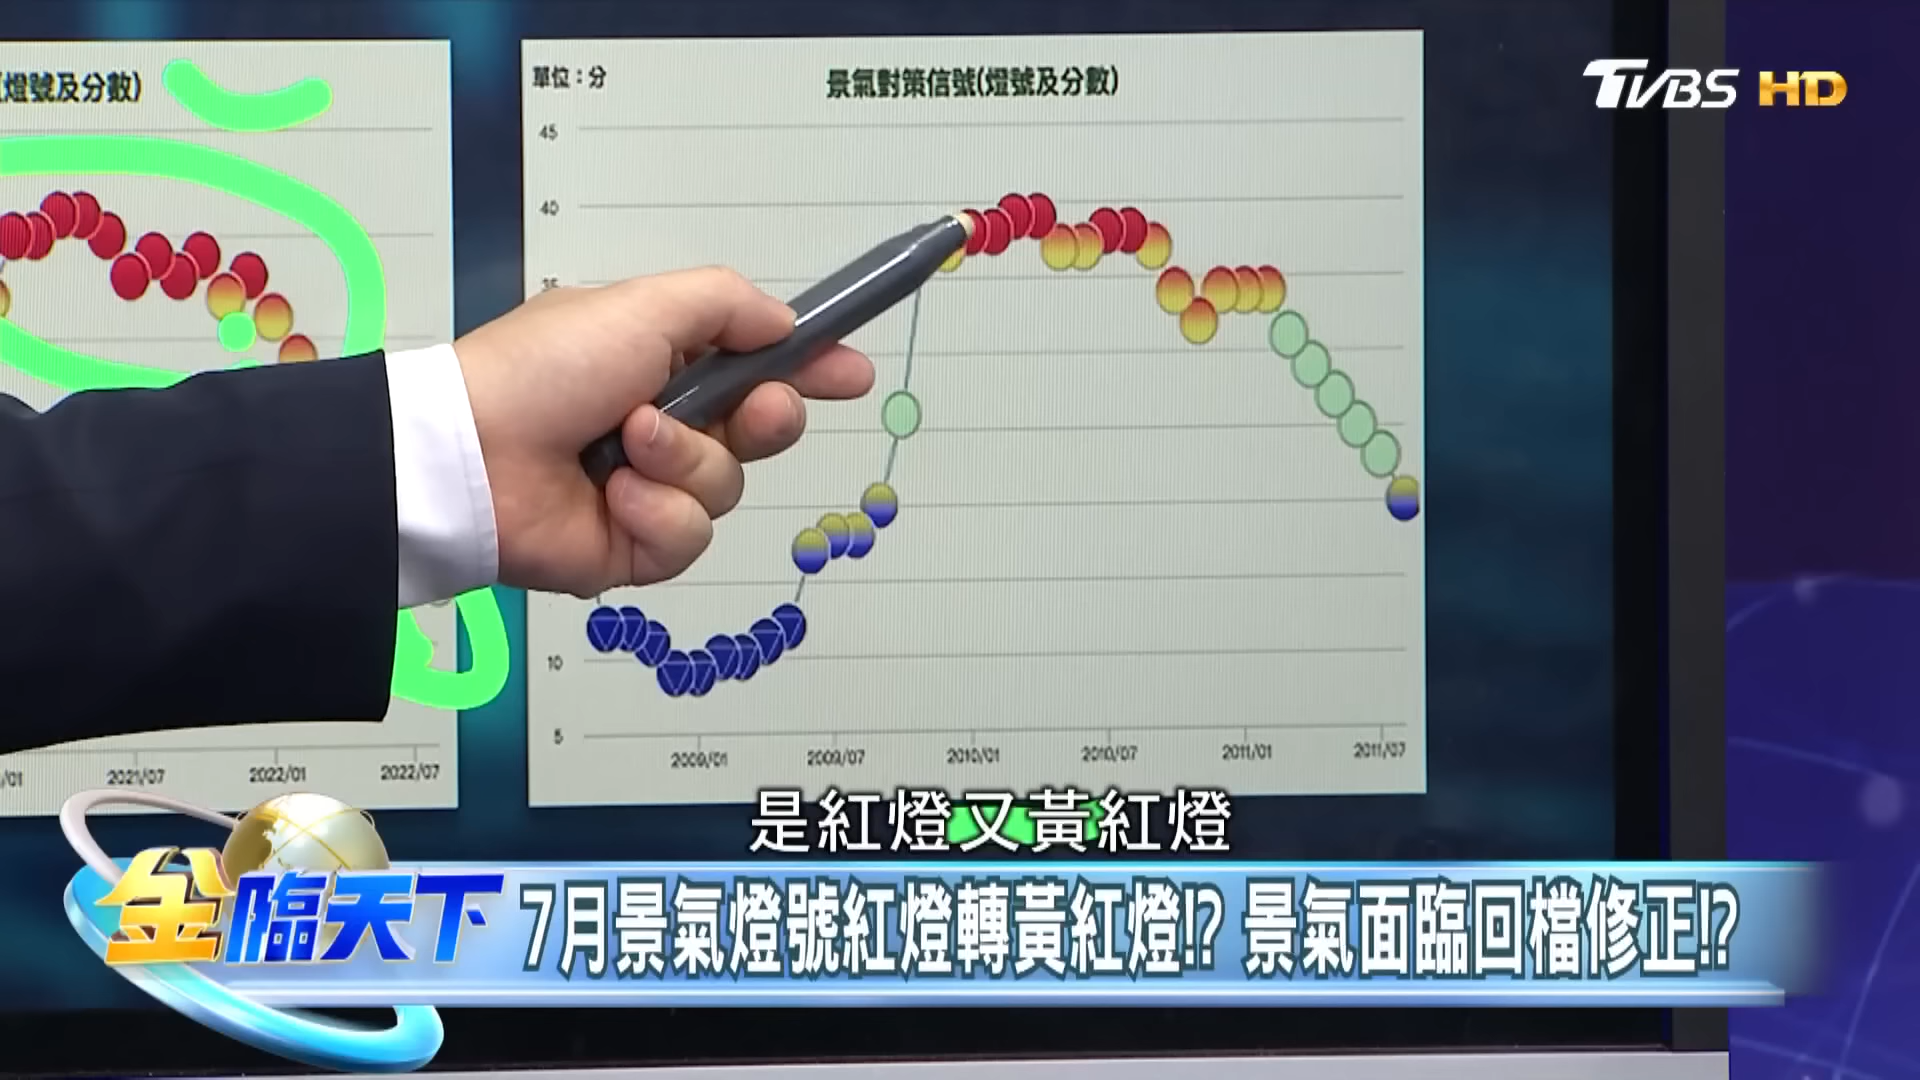 (燈號及分數)
單位：分
景氣對策信號(燈號及分數)
TVBS HD
45
40
35
10
5
/01
2021/07
2022/01
2022/07
2009/01
2009/07
2010/01
2010/07
2011/01
2011/07
是紅燈又黃紅燈
金臨天下
7月景氣燈號紅燈轉黃紅燈!? 景氣面臨回檔修正!?